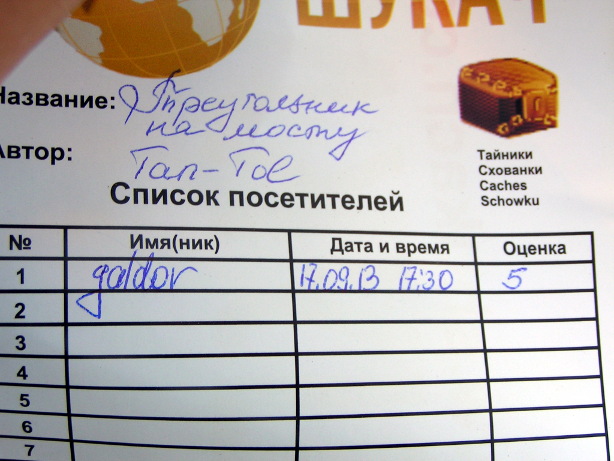 ШУКАЧ
Название: Треугольник
на мосту
Автор: Тап-Тов
Тайники
Схованки
Caches
Schowku
Список посетителей
№ Имя(ник) Дата и время Оценка
1 galdor 17.09.13 17:30 5
2
3
4
5
6
7